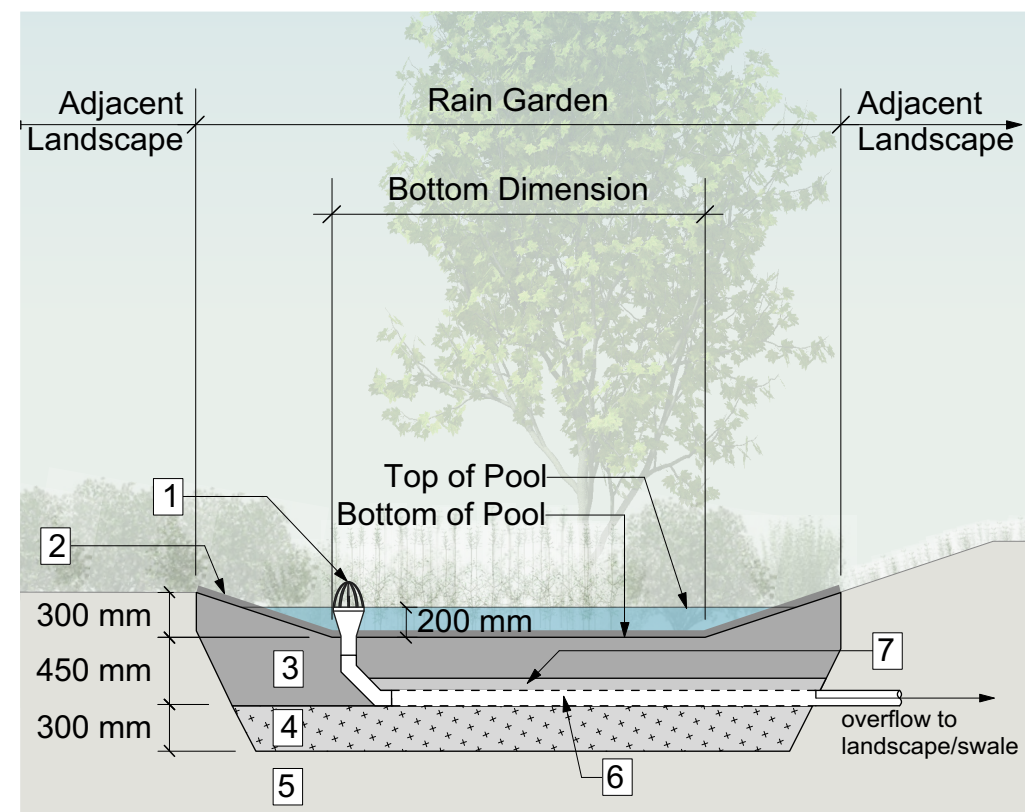 Adjacent
Landscape
Rain Garden
Adjacent
Landscape
Bottom Dimension
Top of Pool
Bottom of Pool
1
2
300 mm
200 mm
450 mm
3
7
300 mm
4
overflow to
landscape/swale
5
6